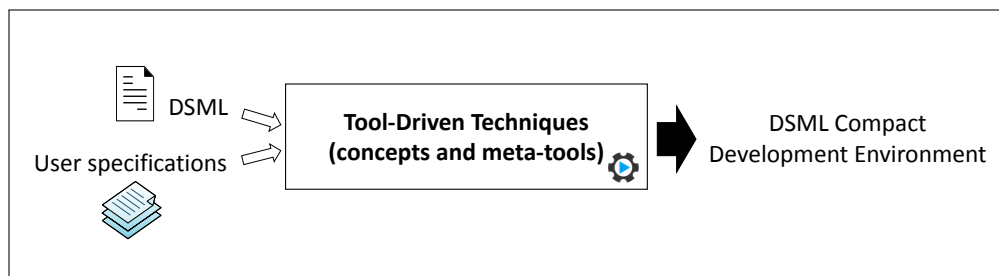 DSML
User specifications
Tool-Driven Techniques
(concepts and meta-tools)
DSML Compact
Development Environment